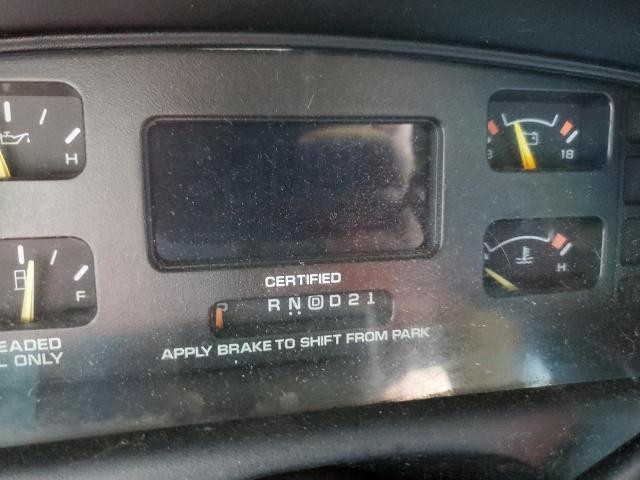 H
18
F
H
CERTIFIED
P R N D D 2 1
EADED
L ONLY
APPLY BRAKE TO SHIFT FROM PARK